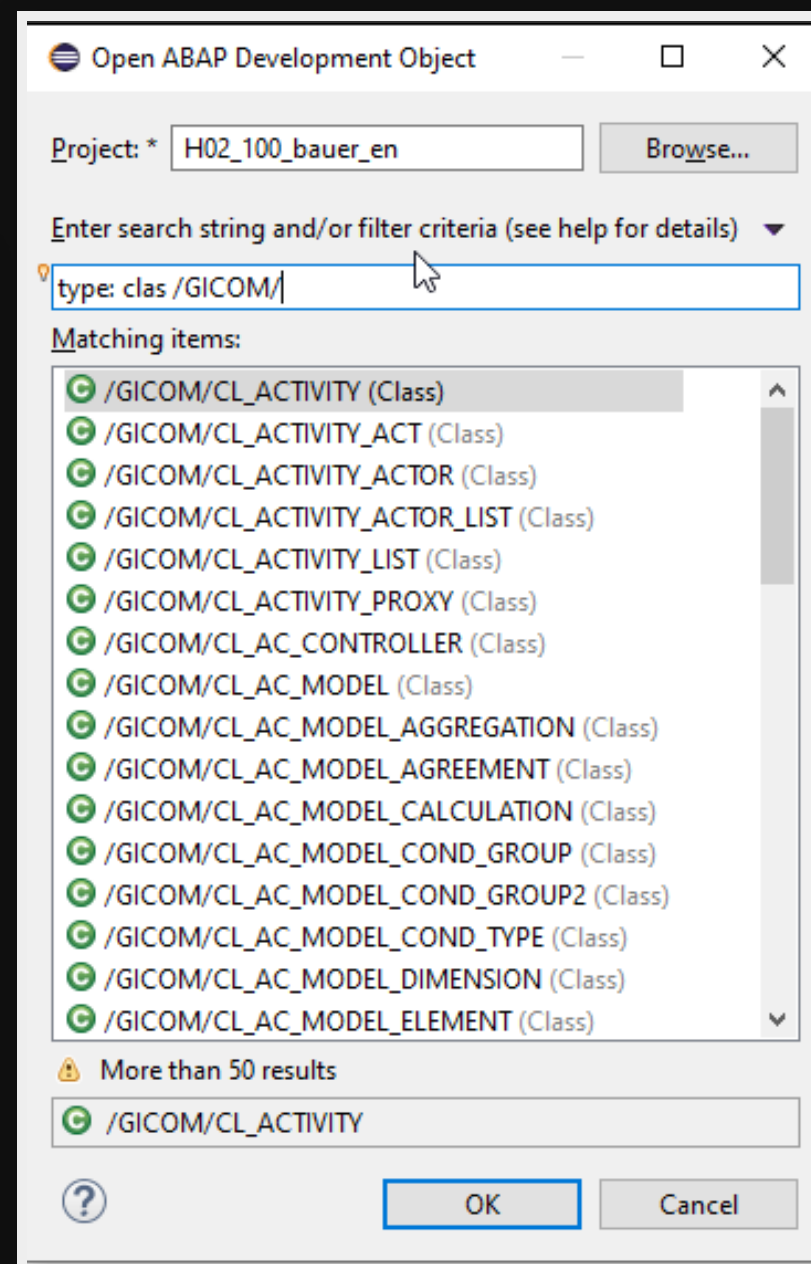 Open ABAP Development Object
Project: * H02_100_bauer_en Browse...
Enter search string and/or filter criteria (see help for details)
type: clas /GICOM/
Matching items:
/GICOM/CL_ACTIVITY (Class)
/GICOM/CL_ACTIVITY_ACT (Class)
/GICOM/CL_ACTIVITY_ACTOR (Class)
/GICOM/CL_ACTIVITY_ACTOR_LIST (Class)
/GICOM/CL_ACTIVITY_LIST (Class)
/GICOM/CL_ACTIVITY_PROXY (Class)
/GICOM/CL_AC_CONTROLLER (Class)
/GICOM/CL_AC_MODEL (Class)
/GICOM/CL_AC_MODEL_AGGREGATION (Class)
/GICOM/CL_AC_MODEL_AGREEMENT (Class)
/GICOM/CL_AC_MODEL_CALCULATION (Class)
/GICOM/CL_AC_MODEL_COND_GROUP (Class)
/GICOM/CL_AC_MODEL_COND_GROUP2 (Class)
/GICOM/CL_AC_MODEL_COND_TYPE (Class)
/GICOM/CL_AC_MODEL_DIMENSION (Class)
/GICOM/CL_AC_MODEL_ELEMENT (Class)
More than 50 results
/GICOM/CL_ACTIVITY
OK Cancel